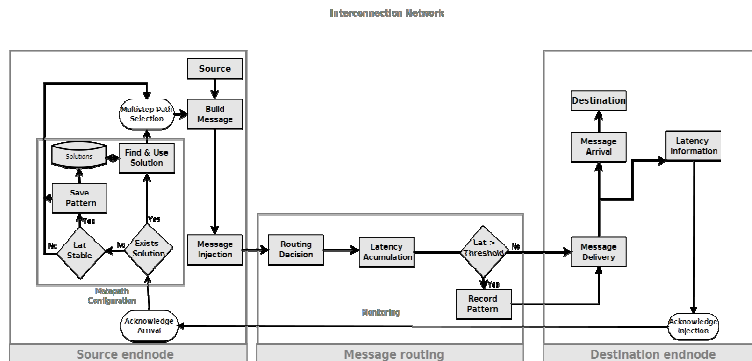 Interconnection Network
Source
Destination
Multistep Path
Selection
Build
Message
Solutions
Find & Use
Solution
Message
Arrival
Latency
Information
Save
Pattern
Yes
Yes
No
Lat
Stable
No
Exists
Solution
Message
Injection
Routing
Decision
Latency
Acumulation
Lat >
Threshold
No
Message
Delivery
Yes
Record
Pattern
Metapath
Configuration
Monitoring
Acknowledge
Arrival
Acknowledge
Injection
Source endnode
Message routing
Destination endnode